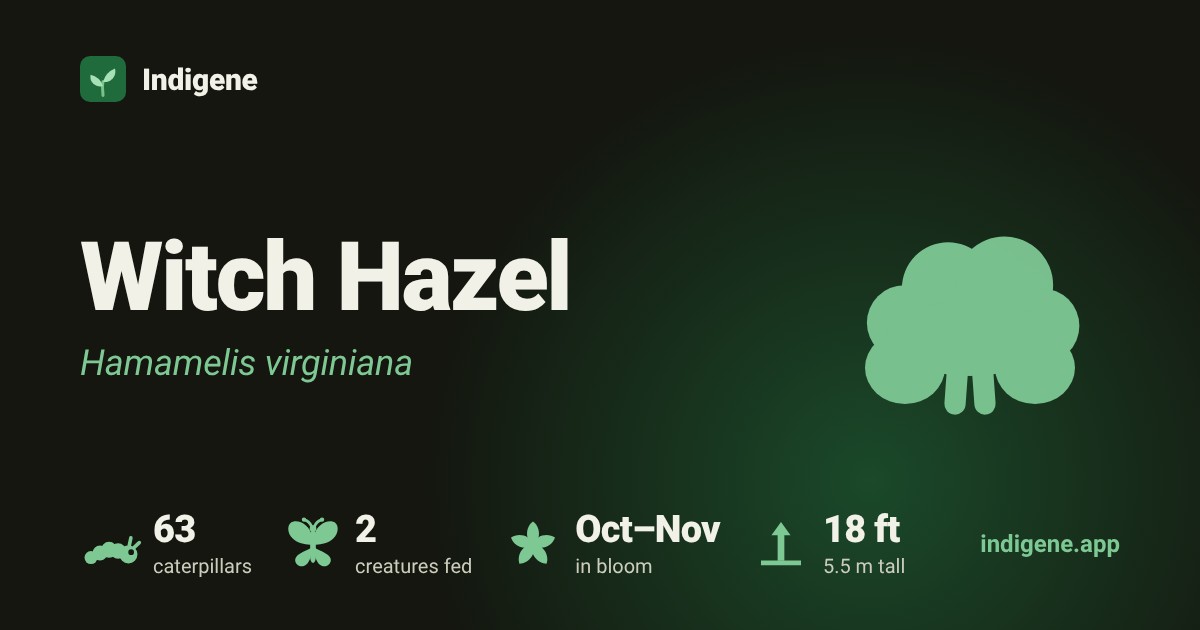 Indigene
Witch Hazel
Hamamelis virginiana
63
caterpillars
2
creatures fed
Oct–Nov
in bloom
18 ft
5.5 m tall
indigene.app